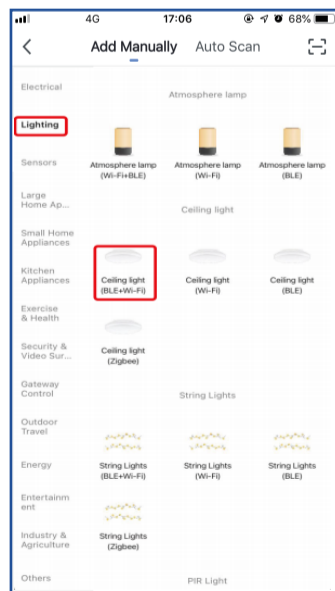 4G 17:06 68%
Add Manually Auto Scan
Electrical
Lighting
Sensors
Large
Home Ap...
Small Home
Appliances
Kitchen
Appliances
Exercise
& Health
Security &
Video Sur...
Gateway
Control
Outdoor
Travel
Energy
Entertainm
ent
Industry &
Agriculture
Others
Atmosphere lamp
Atmosphere lamp Atmosphere lamp Atmosphere lamp
(Wi-Fi+BLE) (Wi-Fi) (BLE)
Ceiling light
Ceiling light Ceiling light Ceiling light
(BLE+Wi-Fi) (Wi-Fi) (BLE)
Ceiling light
(Zigbee)
String Lights
String Lights String Lights String Lights
(BLE+Wi-Fi) (Wi-Fi) (BLE)
String Lights
(Zigbee)
PIR Light